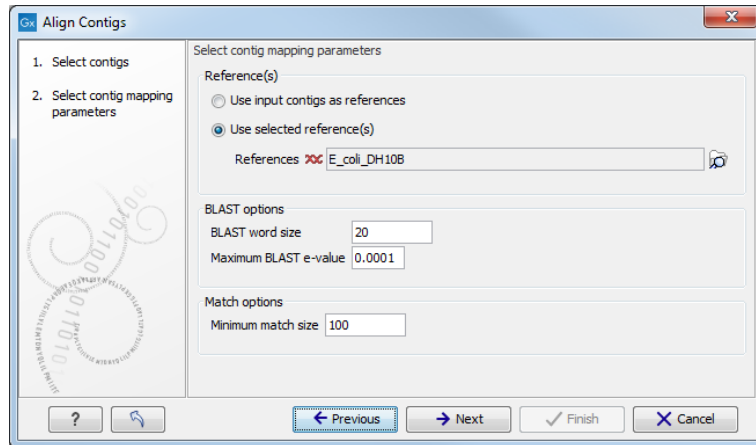 Gx Align Contigs
1. Select contigs
2. Select contig mapping
parameters
Select contig mapping parameters
Reference(s)
Use input contigs as references
Use selected reference(s)
References E_coli_DH10B
BLAST options
BLAST word size 20
Maximum BLAST e-value 0.0001
Match options
Minimum match size 100
? Previous Next Finish Cancel